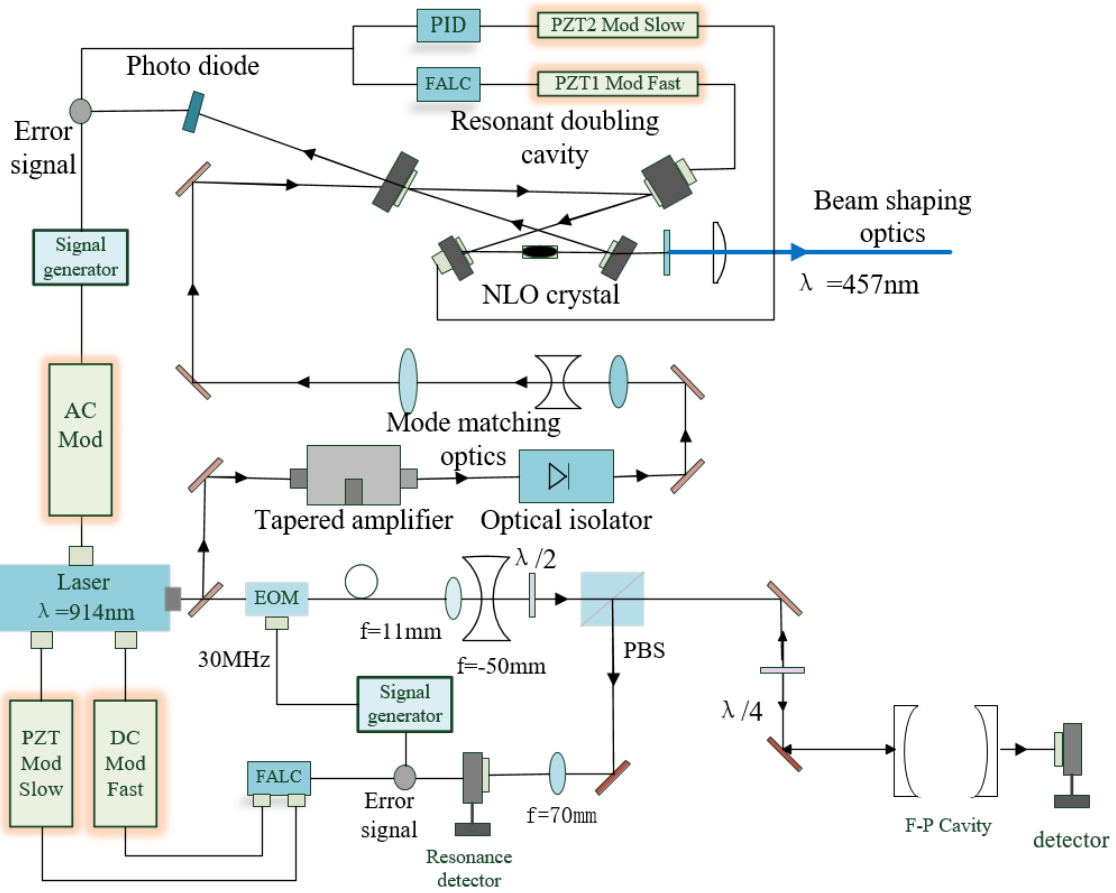 PID
PZT2 Mod Slow
Photo diode
FALC
PZT1 Mod Fast
Error
signal
Resonant doubling
cavity
Signal
generator
Beam shaping
optics
λ =457nm
NLO crystal
AC
Mod
Mode matching
optics
Tapered amplifier
Optical isolator
Laser
λ =914nm
EOM
λ/2
f=11mm
30MHz
f=-50mm
PBS
Signal
generator
λ/4
PZT
Mod
Slow
DC
Mod
Fast
FALC
Error
signal
f=70mm
F-P Cavity
detector
Resonance
detector